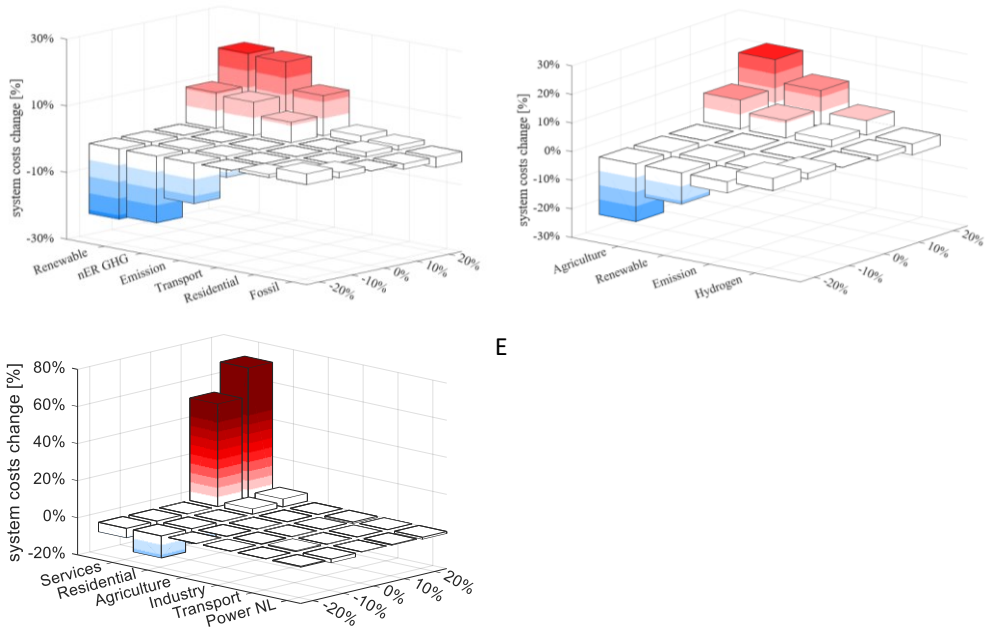 system costs change [%]
30%
10%
-10%
-30%
Renewable
nER GHG
Emission
Transport
Residential
Fossil
-20%
-10%
0%
10%
20%
system costs change [%]
30%
20%
10%
0%
-10%
-20%
-30%
Agriculture
Renewable
Emission
Hydrogen
-20%
-10%
0%
10%
20%
system costs change [%]
80%
60%
40%
20%
0%
-20%
Services
Residential
Agriculture
Industry
Transport
Power NL
-20%
-10%
0%
10%
20%
E